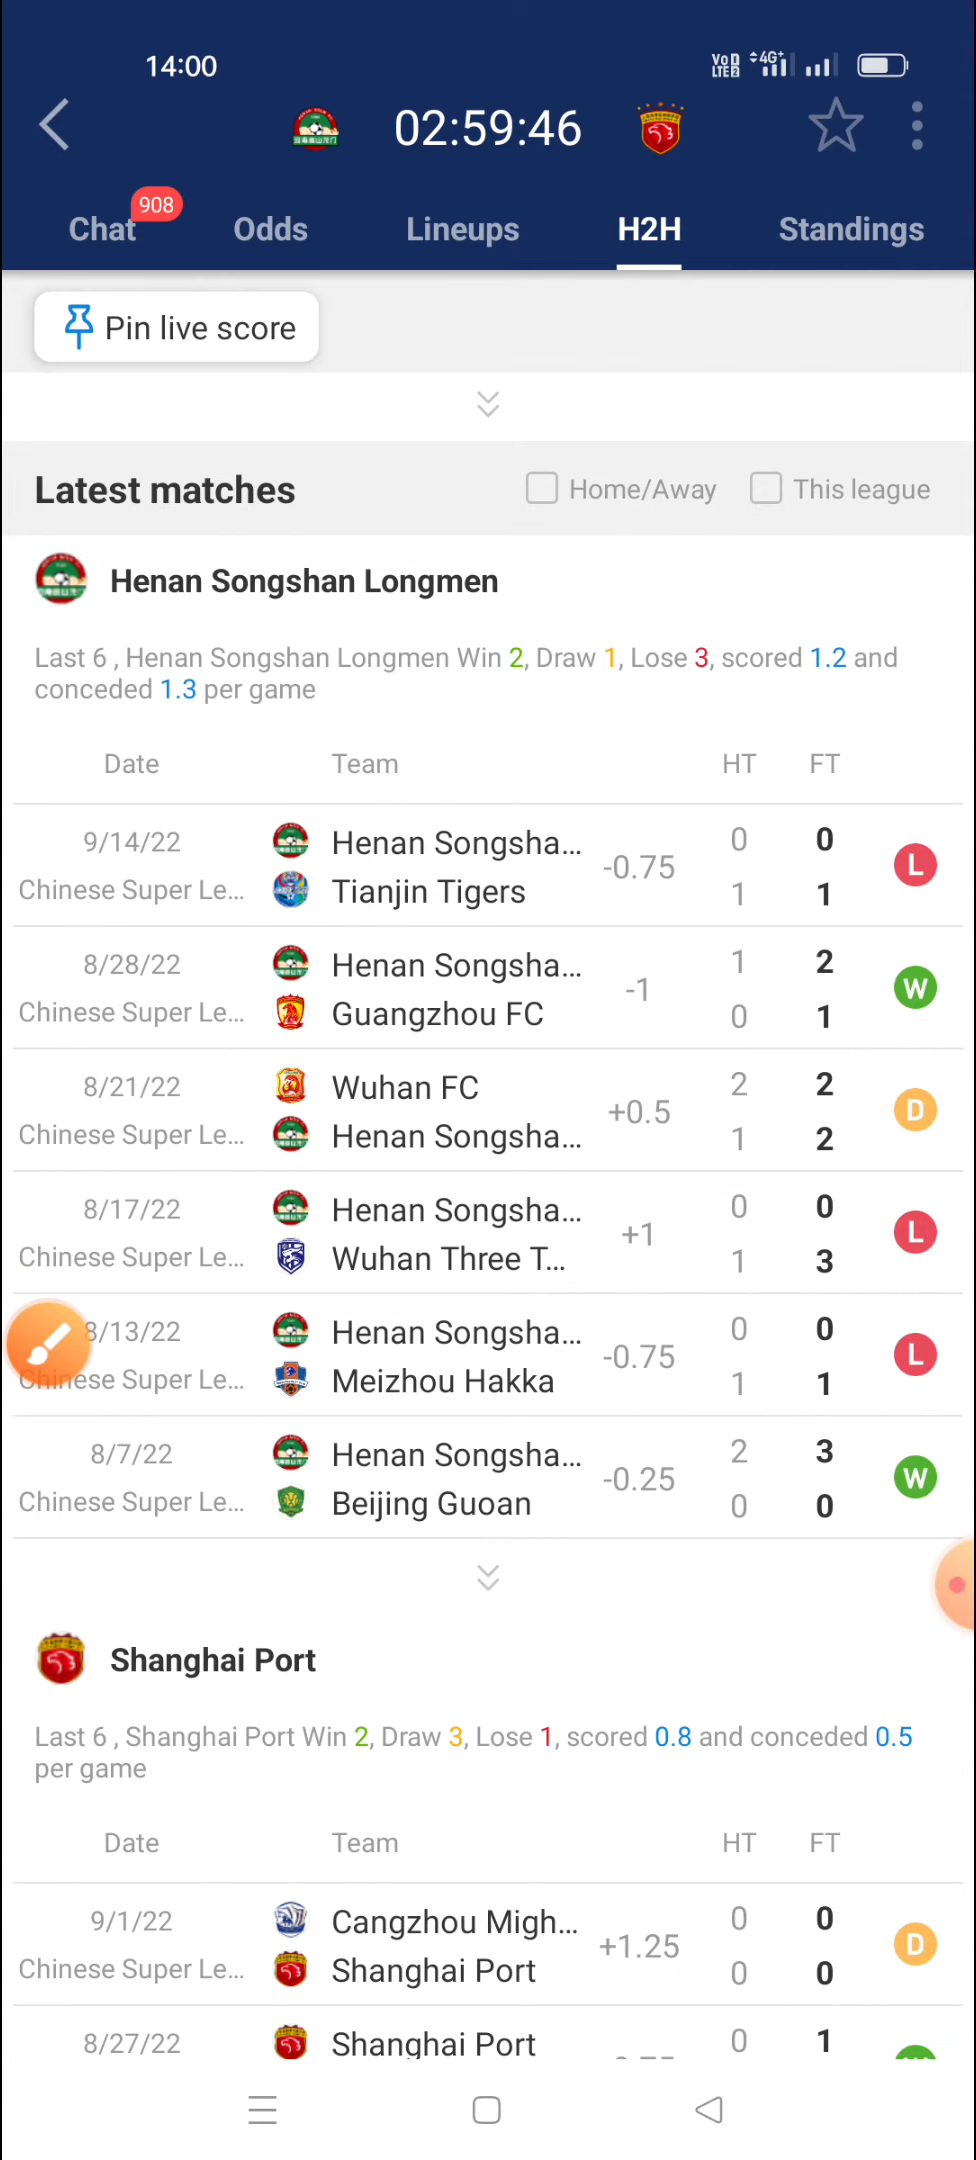 14:00
VoD LTE2 4G+
02:59:46
Chat 908 Odds Lineups H2H Standings
Pin live score
Latest matches Home/Away This league
Henan Songshan Longmen
Last 6 , Henan Songshan Longmen Win 2, Draw 1, Lose 3, scored 1.2 and
conceded 1.3 per game
Date Team HT FT
9/14/22 Henan Songsha... 0 0
-0.75 L
Chinese Super Le... Tianjin Tigers 1 1
8/28/22 Henan Songsha... 1 2
-1 W
Chinese Super Le... Guangzhou FC 0 1
8/21/22 Wuhan FC 2 2
+0.5 D
Chinese Super Le... Henan Songsha... 1 2
8/17/22 Henan Songsha... 0 0
+1 L
Chinese Super Le... Wuhan Three T... 1 3
8/13/22 Henan Songsha... 0 0
-0.75 L
Chinese Super Le... Meizhou Hakka 1 1
8/7/22 Henan Songsha... 2 3
-0.25 W
Chinese Super Le... Beijing Guoan 0 0
Shanghai Port
Last 6 , Shanghai Port Win 2, Draw 3, Lose 1, scored 0.8 and conceded 0.5
per game
Date Team HT FT
9/1/22 Cangzhou Migh... 0 0
+1.25 D
Chinese Super Le... Shanghai Port 0 0
8/27/22 Shanghai Port 0 1